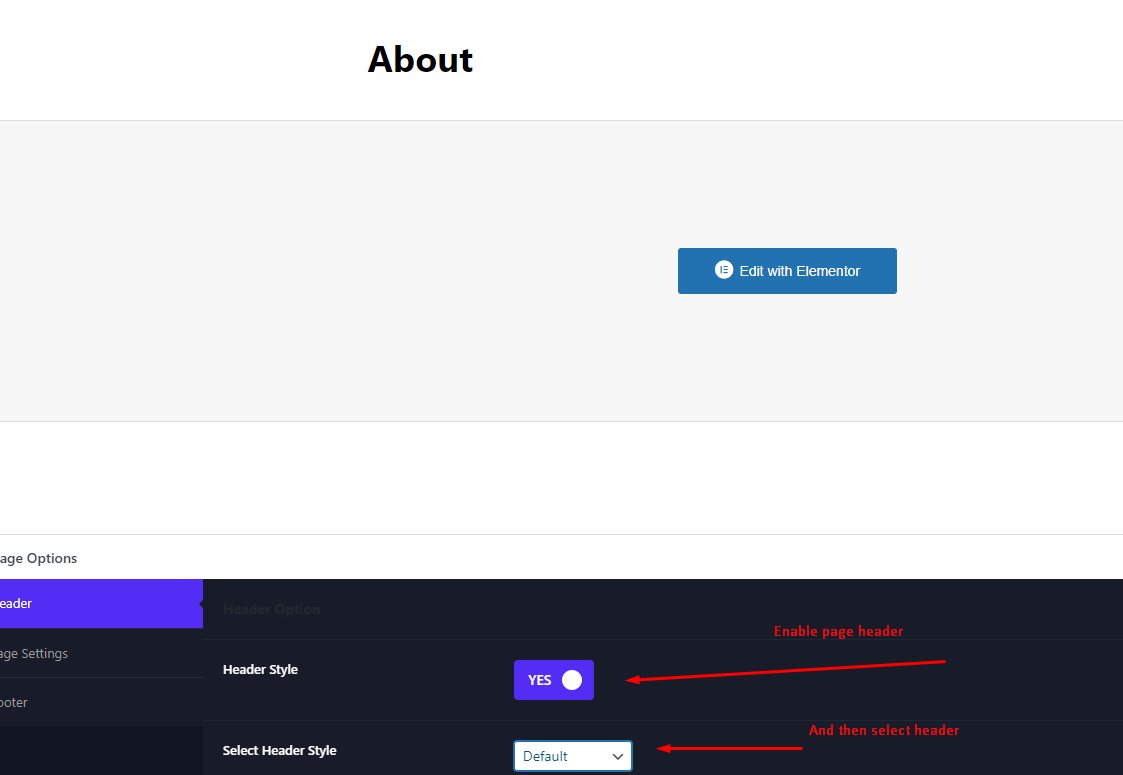 About
Edit with Elementor
age Options
eader
Header Option
Enable page header
age Settings
Header Style
YES
ooter
And then select header
Select Header Style
Default